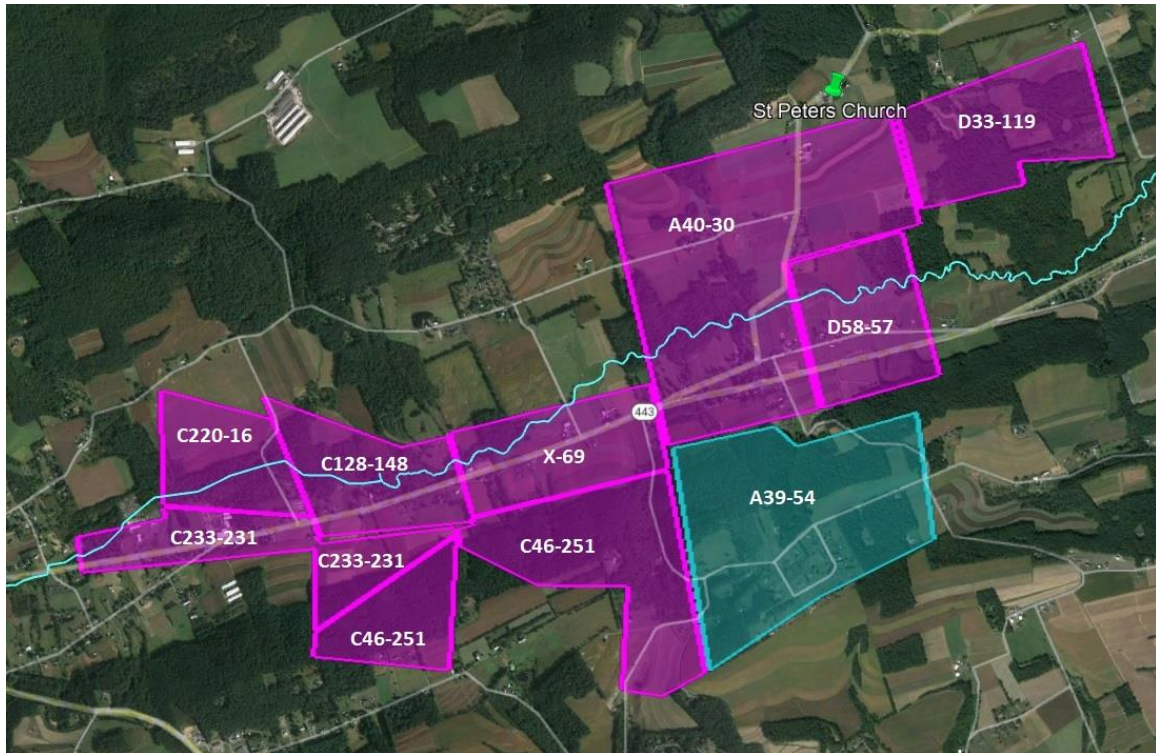 St Peters Church
D33-119
A40-30
D58-57
443
C220-16
C128-148
X-69
A39-54
C233-231
C46-251
C233-231
C46-251